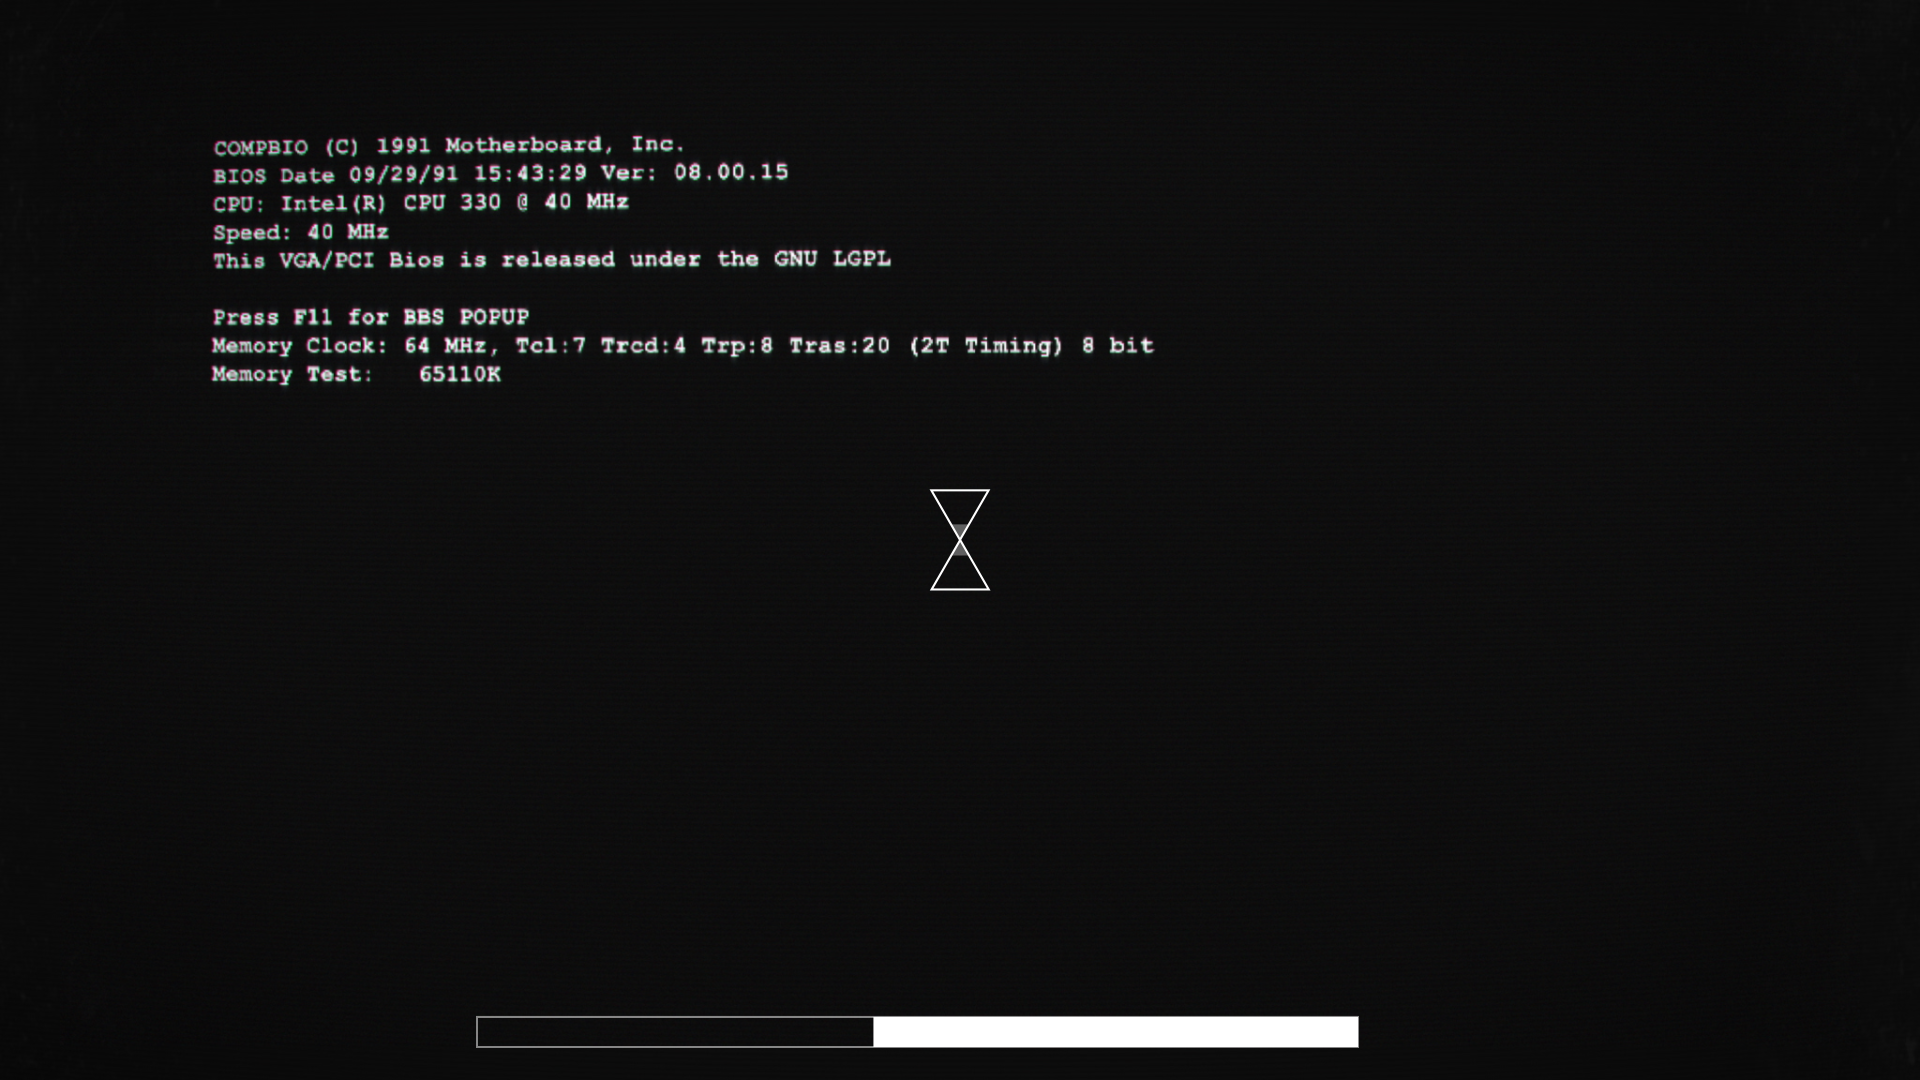 COMPBIO (C) 1991 Motherboard, Inc.
BIOS Date 09/29/91 15:43:29 Ver: 08.00.15
CPU: Intel(R) CPU 330 @ 40 MHz
Speed: 40 MHz
This VGA/PCI Bios is released under the GNU LGPL
Press F11 for BBS POPUP
Memory Clock: 64 MHz, Tcl:7 Trcd:4 Trp:8 Tras:20 (2T Timing) 8 bit
Memory Test: 65110K